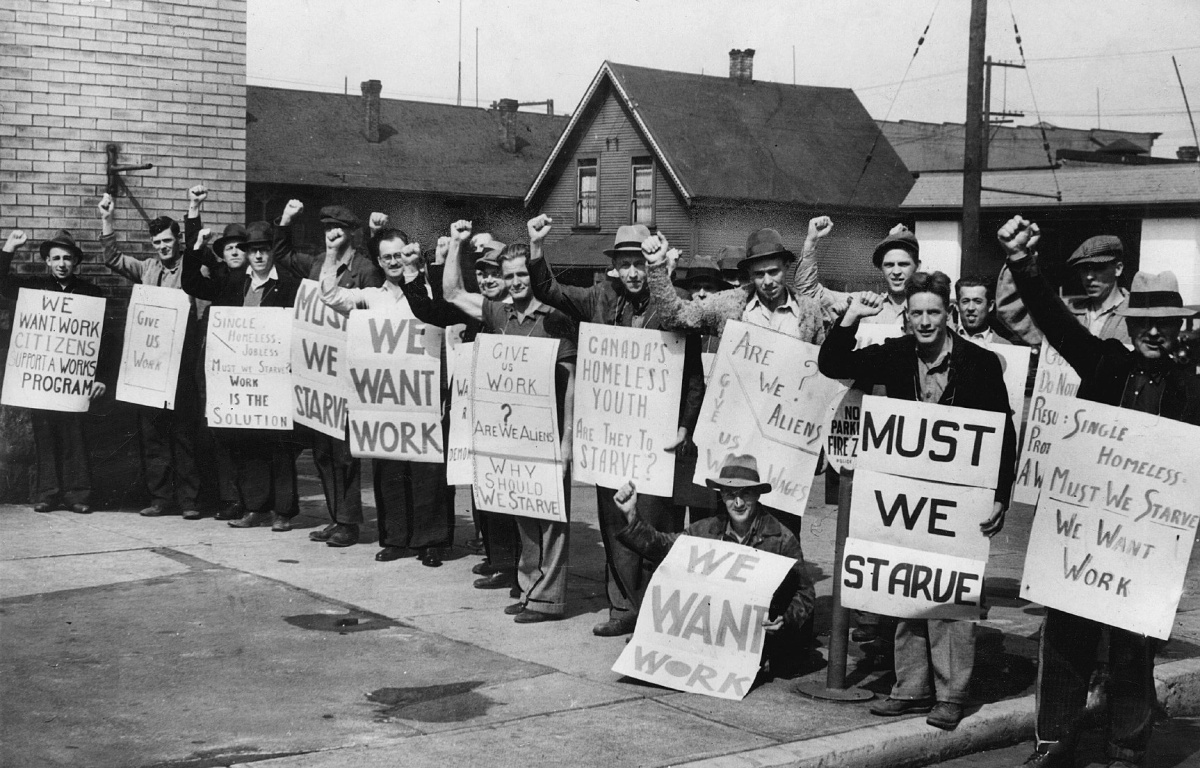 WE
WANT WORK
CITIZENS
SUPPORT A WORKS
PROGRAM
GIVE
US
WORK
SINGLE
HOMELESS. JOBLESS
MUST WE STARVE?
WORK
IS THE
SOLUTION
MUST
WE
STARVE
WE
WANT
WORK
GIVE
US
WORK
?
ARE WE ALIENS
WHY
SHOULD
WE STARVE
CANADA'S
HOMELESS
YOUTH
ARE THEY TO
STARVE?
ARE
WE?
ALIENS
GIVE
US
WAGES
WE
WANT
WORK
NO
FIRE
MUST
WE
STARVE
SINGLE
HOMELESS
MUST WE STARVE
WE WANT
WORK